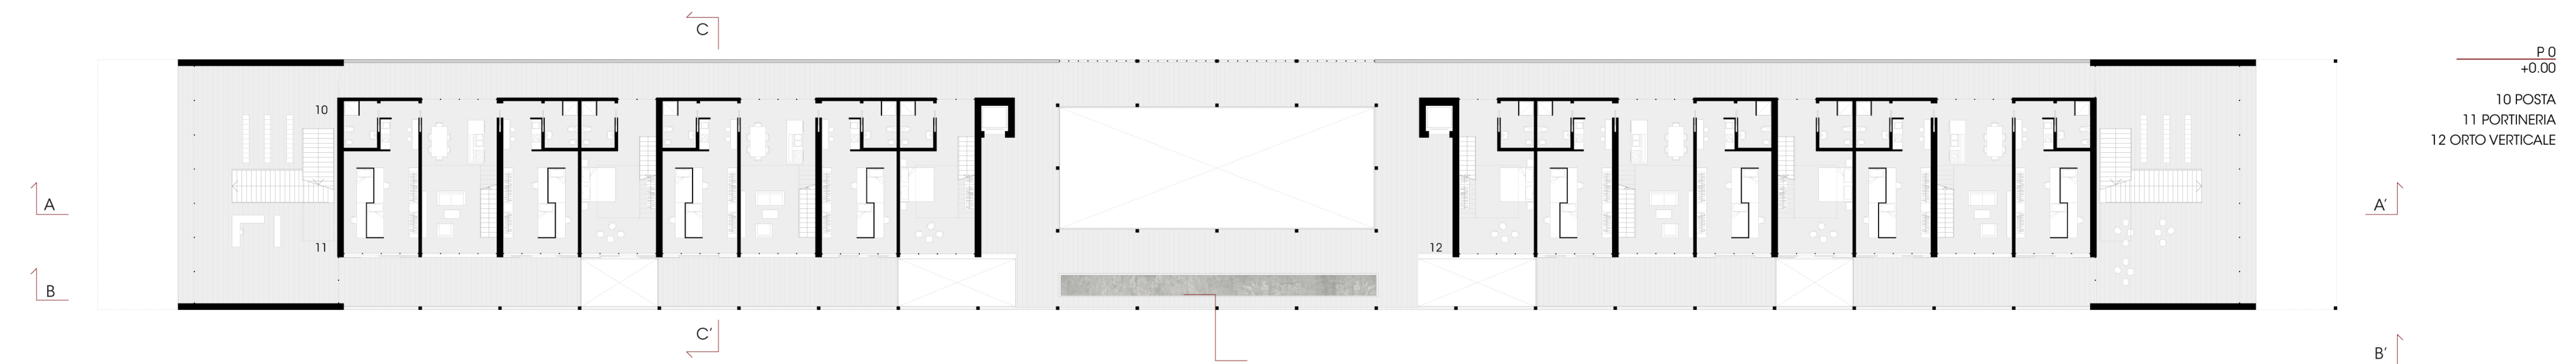 C
P 0
+0.00
10 POSTA
11 PORTINERIA
12 ORTO VERTICALE
10
A
A'
11
12
B
C'
B'